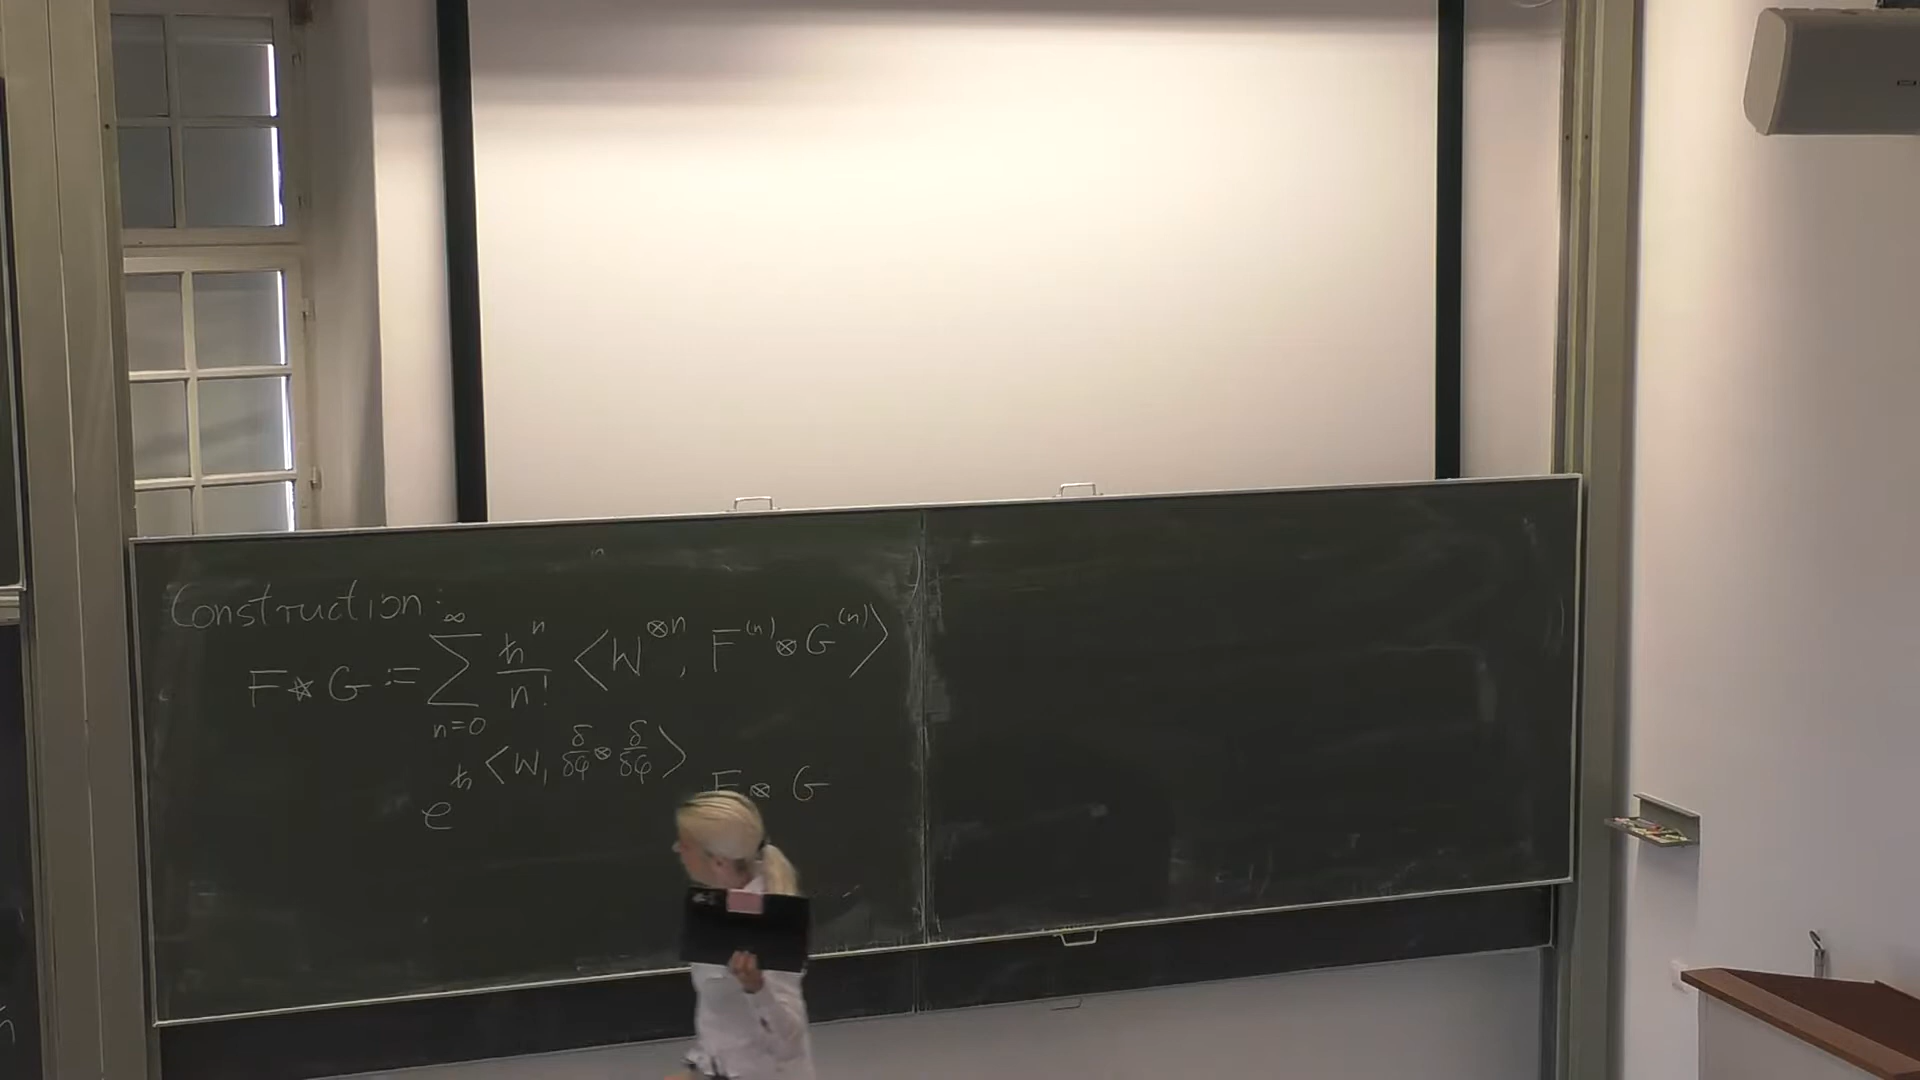 Construction:
F ⋆ G := ∑_{n=0}^{∞} ħ^n / n! ⟨W^{⊗n}, F^{(n)} ⊗ G^{(n)}⟩
e^{ħ⟨W, δ/δφ ⊗ δ/δφ⟩} F ⊗ G